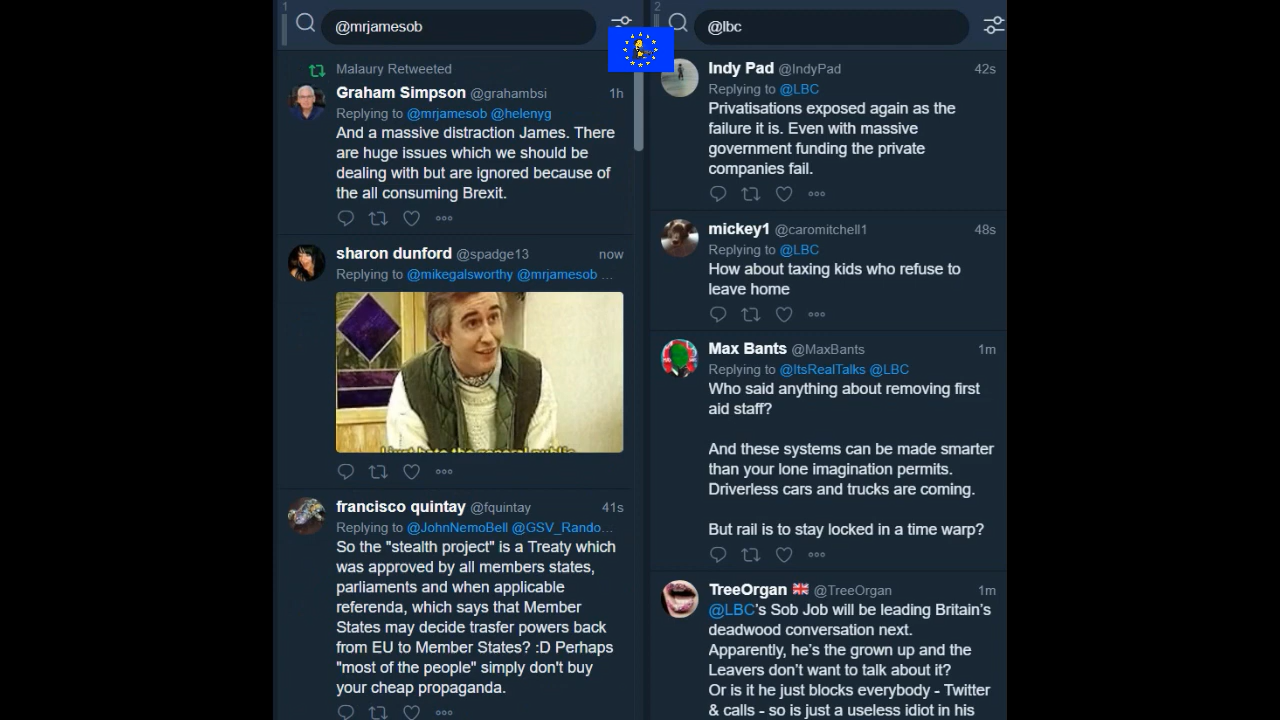 1
@mrjamesob
Malaury Retweeted
Graham Simpson @grahambsi 1h
Replying to @mrjamesob @helenyg
And a massive distraction James. There
are huge issues which we should be
dealing with but are ignored because of
the all consuming Brexit.
sharon dunford @spadge13 now
Replying to @mikegalsworthy @mrjamesob ...
I just hate the general public
francisco quintay @fquintay 41s
Replying to @JohnNemoBell @GSV_Rando...
So the "stealth project" is a Treaty which
was approved by all members states,
parliaments and when applicable
referenda, which says that Member
States may decide trasfer powers back
from EU to Member States? :D Perhaps
"most of the people" simply don't buy
your cheap propaganda.
2
@lbc
Indy Pad @IndyPad 42s
Replying to @LBC
Privatisations exposed again as the
failure it is. Even with massive
government funding the private
companies fail.
mickey1 @caromitchell1 48s
Replying to @LBC
How about taxing kids who refuse to
leave home
Max Bants @MaxBants 1m
Replying to @ItsRealTalks @LBC
Who said anything about removing first
aid staff?
And these systems can be made smarter
than your lone imagination permits.
Driverless cars and trucks are coming.
But rail is to stay locked in a time warp?
TreeOrgan @TreeOrgan 1m
@LBC's Sob Job will be leading Britain's
deadwood conversation next.
Apparently, he's the grown up and the
Leavers don't want to talk about it?
Or is it he just blocks everybody - Twitter
& calls - so is just a useless idiot in his